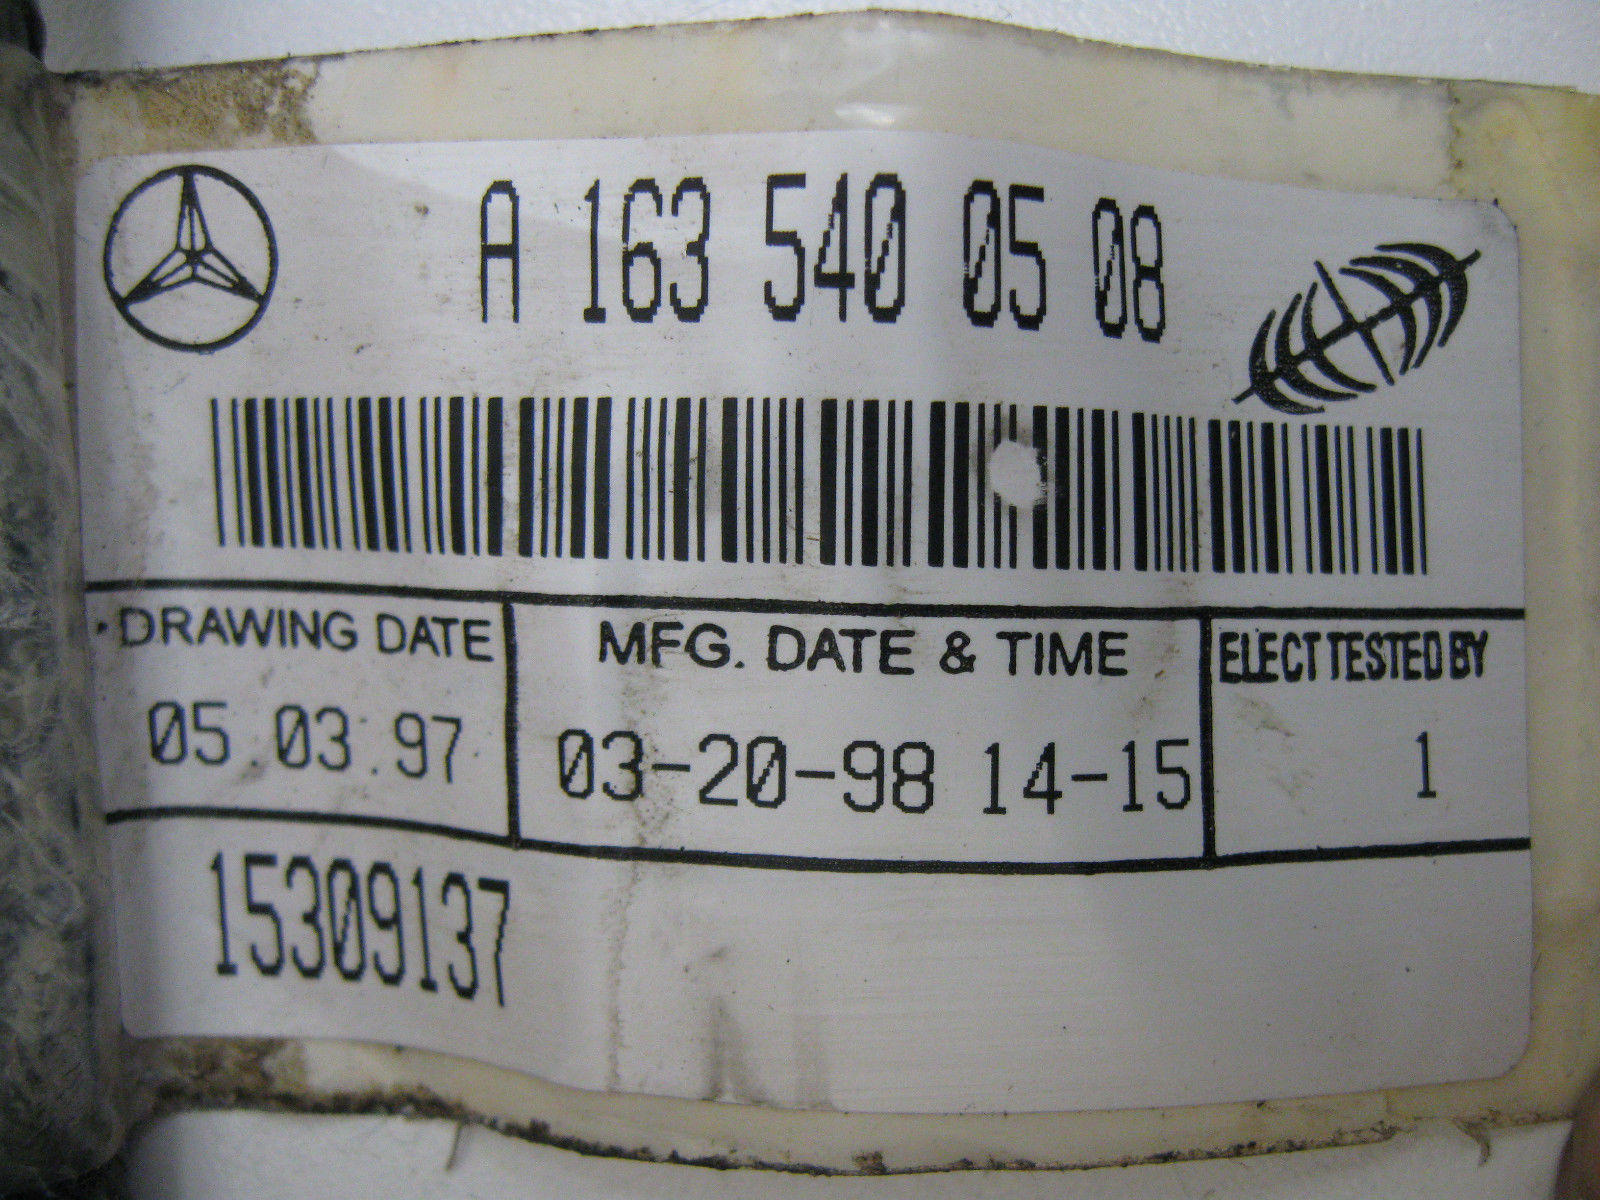 A 163 540 05 08
DRAWING DATE MFG. DATE & TIME ELECT TESTED BY
05.03.97 03-20-98 14-15 1
15309137